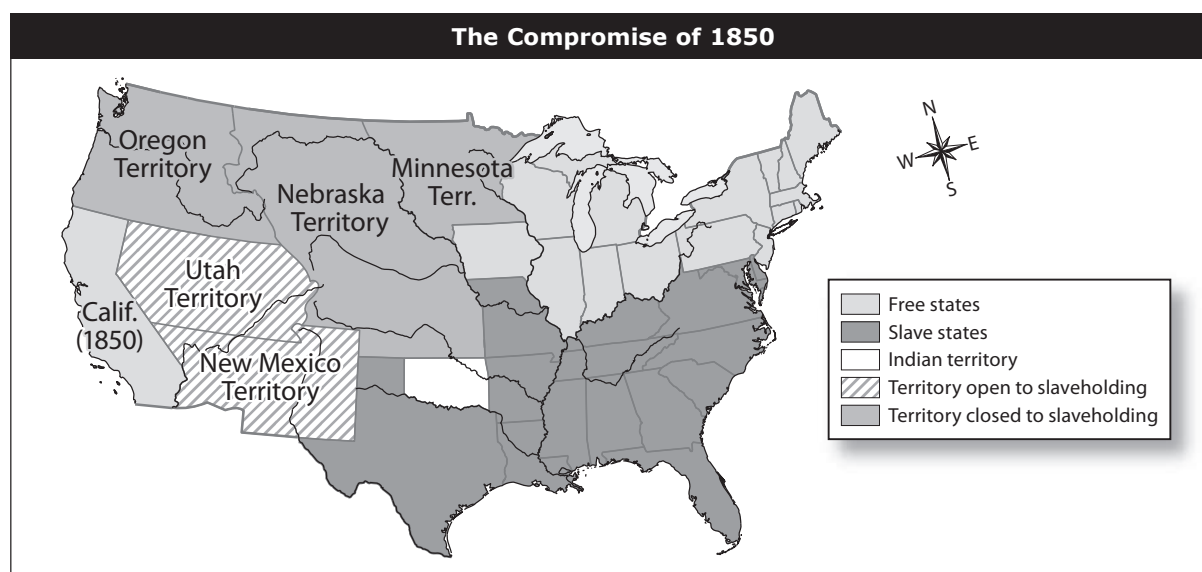 The Compromise of 1850
Oregon
Territory
Nebraska
Territory
Minnesota
Terr.
Utah
Territory
Calif.
(1850)
New Mexico
Territory
N
W
E
S
Free states
Slave states
Indian territory
Territory open to slaveholding
Territory closed to slaveholding